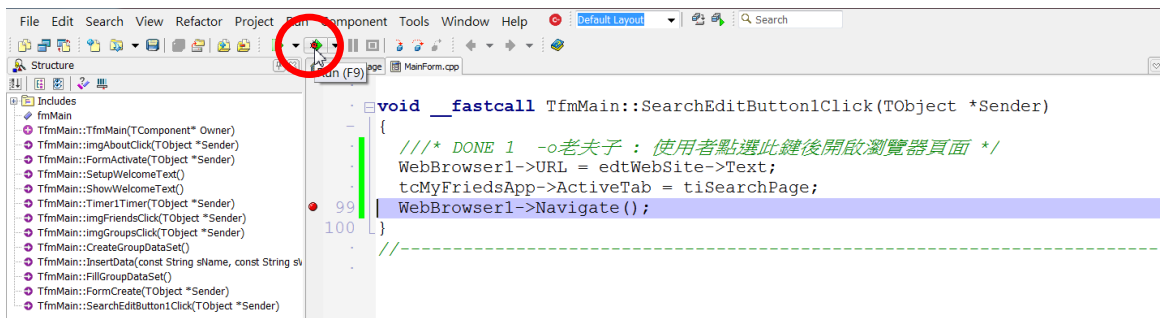 File Edit Search View Refactor Project Run Component Tools Window Help Default Layout Search
Structure
age MainForm.cpp
Run (F9)
Includes
fmMain
TfmMain::TfmMain(TComponent* Owner)
TfmMain::imgAboutClick(TObject *Sender)
TfmMain::FormActivate(TObject *Sender)
TfmMain::SetupWelcomeText()
TfmMain::ShowWelcomeText()
TfmMain::Timer1Timer(TObject *Sender)
TfmMain::imgFriendsClick(TObject *Sender)
TfmMain::imgGroupsClick(TObject *Sender)
TfmMain::CreateGroupDataSet()
TfmMain::InsertData(const String sName, const String s
TfmMain::FillGroupDataSet()
TfmMain::FormCreate(TObject *Sender)
TfmMain::SearchEditButton1Click(TObject *Sender)
void __fastcall TfmMain::SearchEditButton1Click(TObject *Sender)
{
///* DONE 1 -o老夫子 : 使用者點選此鍵後開啟瀏覽器頁面 */
WebBrowser1->URL = edtWebSite->Text;
tcMyFriedsApp->ActiveTab = tiSearchPage;
99 WebBrowser1->Navigate();
100 }
//---------------------------------------------------------------------------